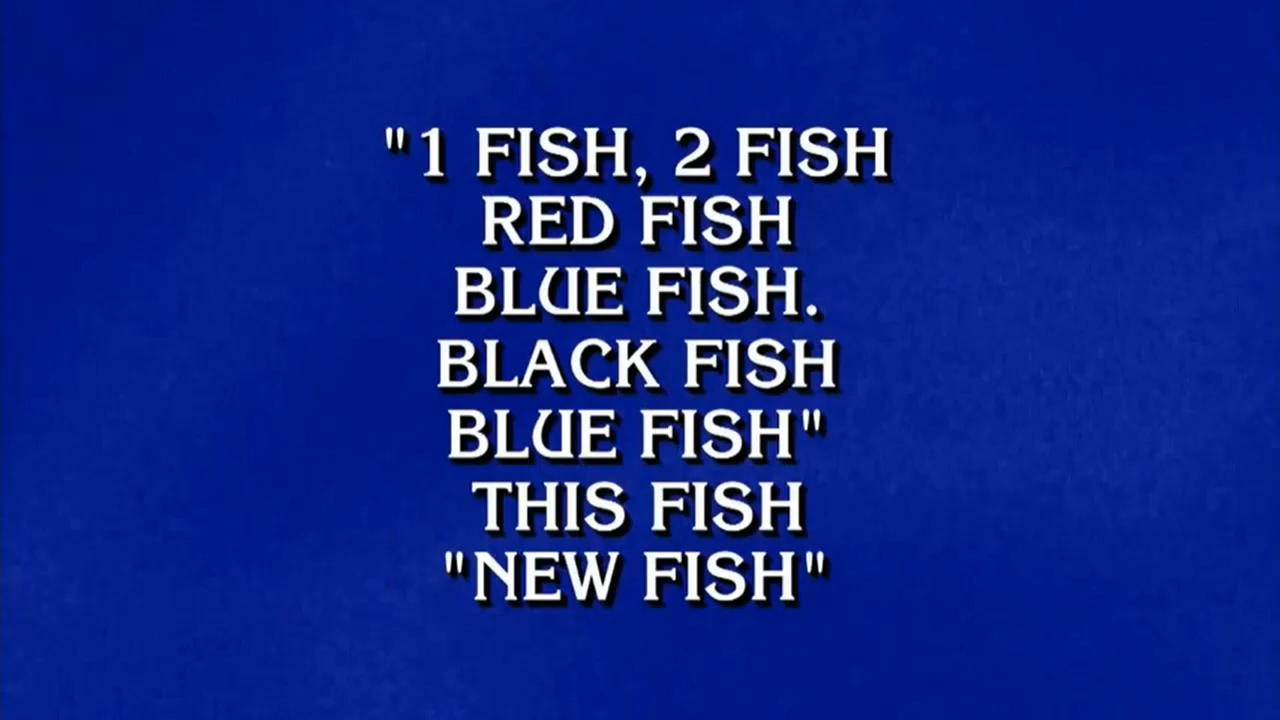 "1 FISH, 2 FISH
RED FISH
BLUE FISH.
BLACK FISH
BLUE FISH"
THIS FISH
"NEW FISH"